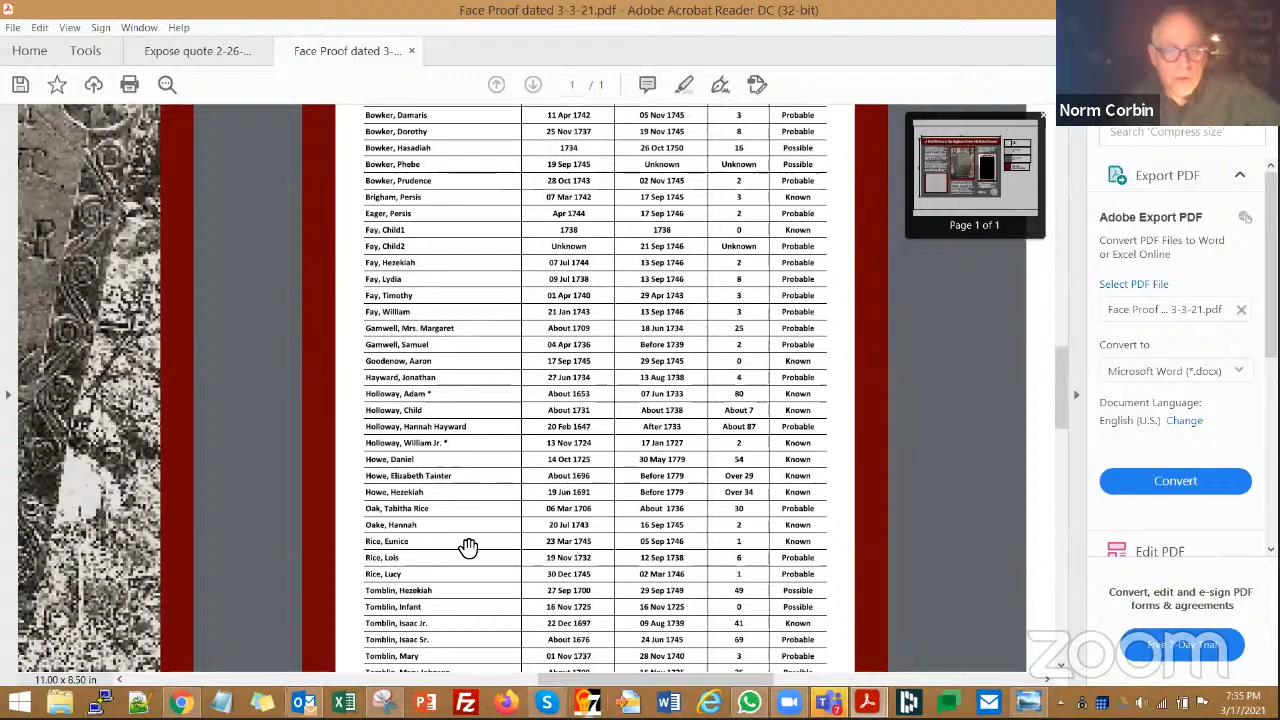 Face Proof dated 3-3-21.pdf - Adobe Acrobat Reader DC (32-bit)
File Edit View Sign Window Help
Home Tools Expose quote 2-26-... Face Proof dated 3-... ×
1 / 1
Norm Corbin
Bowker, Damaris 11 Apr 1742 05 Nov 1745 3 Probable
Bowker, Dorothy 25 Nov 1737 19 Nov 1745 8 Probable
Bowker, Hasadiah 1734 26 Oct 1750 16 Possible
Bowker, Phebe 19 Sep 1745 Unknown Unknown Possible
Bowker, Prudence 28 Oct 1743 02 Nov 1745 2 Probable
Brigham, Persis 07 Mar 1742 17 Sep 1745 3 Known
Eager, Persis Apr 1744 17 Sep 1746 2 Probable
Fay, Child1 1738 1738 0 Known
Fay, Child2 Unknown 21 Sep 1746 Unknown Probable
Fay, Hezekiah 07 Jul 1744 13 Sep 1746 2 Probable
Fay, Lydia 09 Jul 1738 13 Sep 1746 8 Probable
Fay, Timothy 01 Apr 1740 29 Apr 1743 3 Probable
Fay, William 21 Jan 1743 13 Sep 1746 3 Probable
Gamwell, Mrs. Margaret About 1709 18 Jun 1734 25 Probable
Gamwell, Samuel 04 Apr 1736 Before 1739 2 Probable
Goodenow, Aaron 17 Sep 1745 29 Sep 1745 0 Known
Hayward, Jonathan 27 Jun 1734 13 Aug 1738 4 Probable
Holloway, Adam * About 1653 07 Jun 1733 80 Known
Holloway, Child About 1731 About 1738 About 7 Known
Holloway, Hannah Hayward 20 Feb 1647 After 1733 About 87 Probable
Holloway, William Jr. * 13 Nov 1724 17 Jan 1727 2 Known
Howe, Daniel 14 Oct 1725 30 May 1779 54 Known
Howe, Elizabeth Tainter About 1696 Before 1779 Over 29 Known
Howe, Hezekiah 19 Jun 1691 Before 1779 Over 34 Known
Oak, Tabitha Rice 06 Mar 1706 About 1736 30 Probable
Oake, Hannah 20 Jul 1743 16 Sep 1745 2 Known
Rice, Eunice 23 Mar 1745 05 Sep 1746 1 Known
Rice, Lois 19 Nov 1732 12 Sep 1738 6 Probable
Rice, Lucy 30 Dec 1745 02 Mar 1746 1 Probable
Tomblin, Hezekiah 27 Sep 1700 29 Sep 1749 49 Possible
Tomblin, Infant 16 Nov 1725 16 Nov 1725 0 Possible
Tomblin, Isaac Jr. 22 Dec 1697 09 Aug 1739 41 Known
Tomblin, Isaac Sr. About 1676 24 Jun 1745 69 Probable
Tomblin, Mary 01 Nov 1737 28 Nov 1740 3 Probable
Page 1 of 1
Search 'Compress size'
Export PDF
Adobe Export PDF
Convert PDF Files to Word
or Excel Online
Select PDF File
Face Proof ... 3-3-21.pdf
Convert to
Microsoft Word (*.docx)
Document Language:
English (U.S.) Change
Convert
Edit PDF
Convert, edit and e-sign PDF
forms & agreements
Free 7-Day Trial
zoom
11.00 x 8.50 in
7:35 PM
3/17/2021